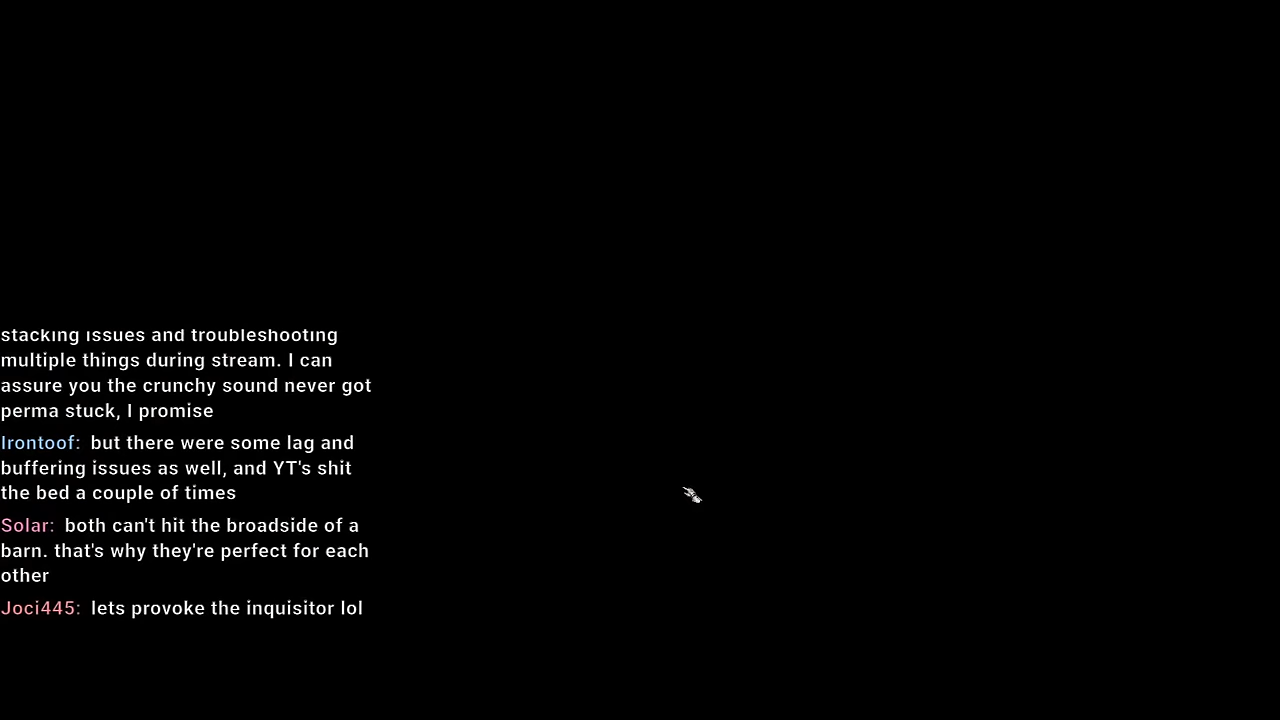 stacking issues and troubleshooting
multiple things during stream. I can
assure you the crunchy sound never got
perma stuck, I promise
Irontoof: but there were some lag and
buffering issues as well, and YT's shit
the bed a couple of times
Solar: both can't hit the broadside of a
barn. that's why they're perfect for each
other
Joci445: lets provoke the inquisitor lol